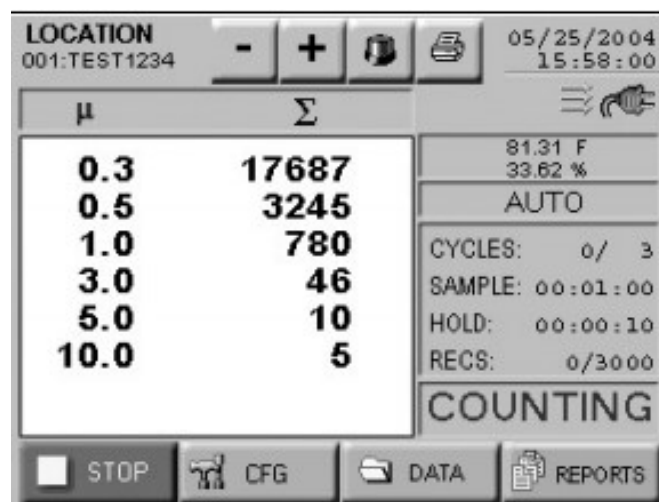 LOCATION
001:TEST1234
- +
05/25/2004
15:58:00
μ Σ
0.3 17687
0.5 3245
1.0 780
3.0 46
5.0 10
10.0 5
81.31 F
33.62 %
AUTO
CYCLES: 0/ 3
SAMPLE: 00:01:00
HOLD: 00:00:10
RECS: 0/3000
COUNTING
STOP CFG DATA REPORTS